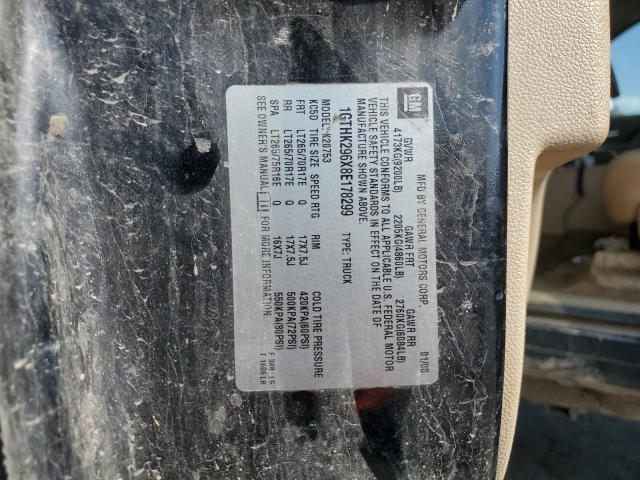 GM
MFD BY GENERAL MOTORS CORP. 01/08
GVWR GAWR FRT GAWR RR
4173KG(9200LB) 2205KG(4860LB) 2760KG(6084LB)
THIS VEHICLE CONFORMS TO ALL APPLICABLE U.S. FEDERAL MOTOR
VEHICLE SAFETY STANDARDS IN EFFECT ON THE DATE OF
MANUFACTURE SHOWN ABOVE.
1GTHK296X8E178299 TYPE: TRUCK
MODEL: K20753
KC5D TIRE SIZE SPEED RTG RIM COLD TIRE PRESSURE
FRT LT265/70R17E Q 17X7.5J 420KPA(60PSI)
RR LT265/70R17E Q 17X7.5J 500KPA(72PSI)
SPA LT265/75R16E Q 16X7J 550KPA(80PSI)
SEE OWNER'S MANUAL FOR MORE INFORMATION.